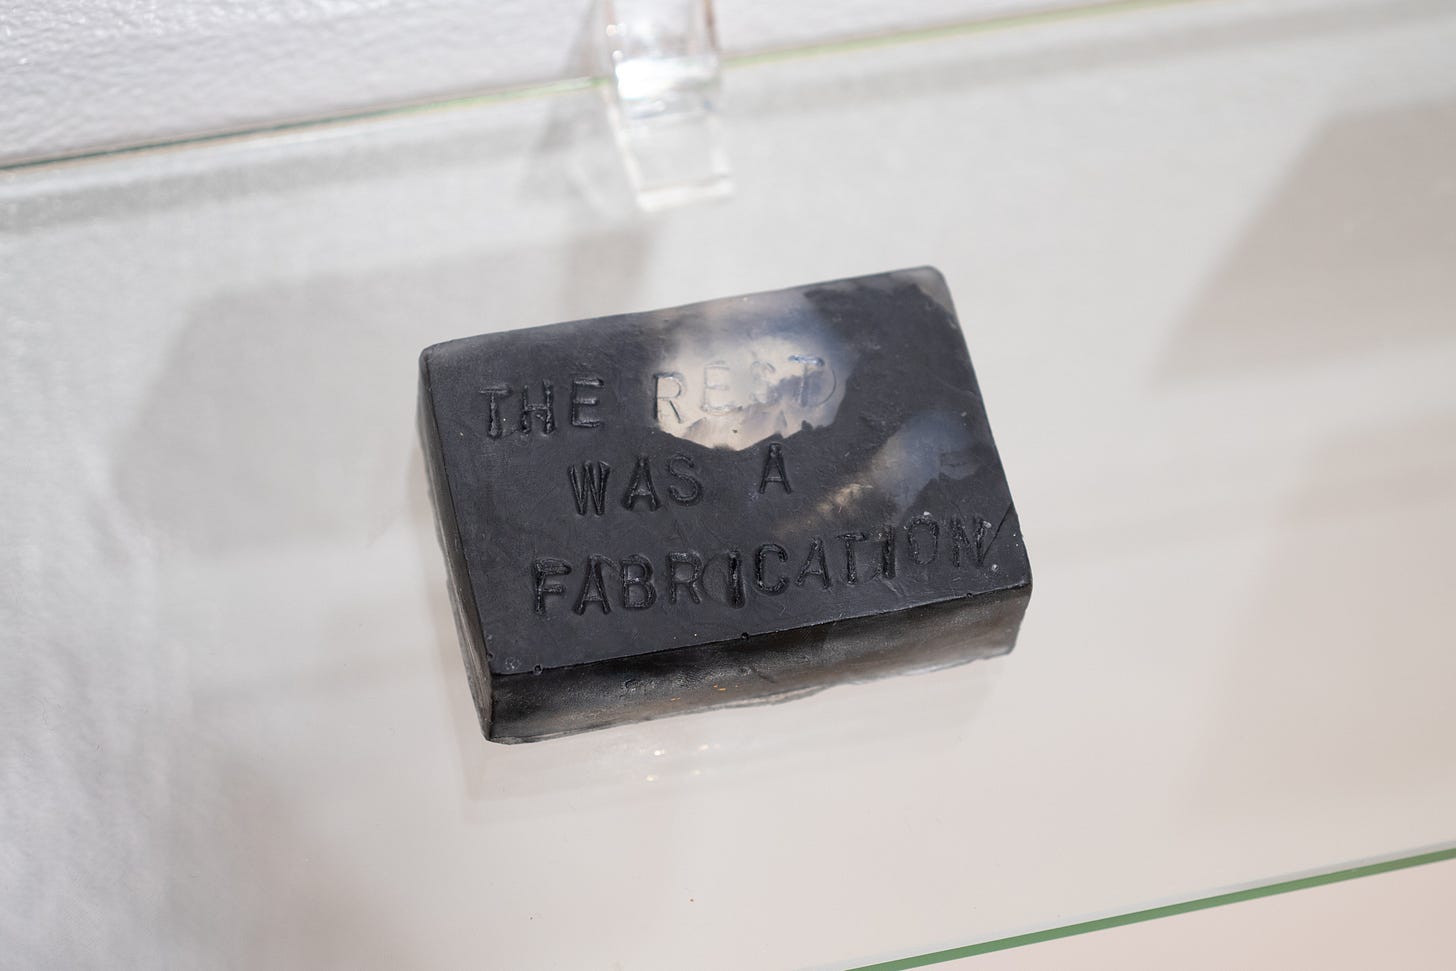 THE REST
WAS A
FABRICATION